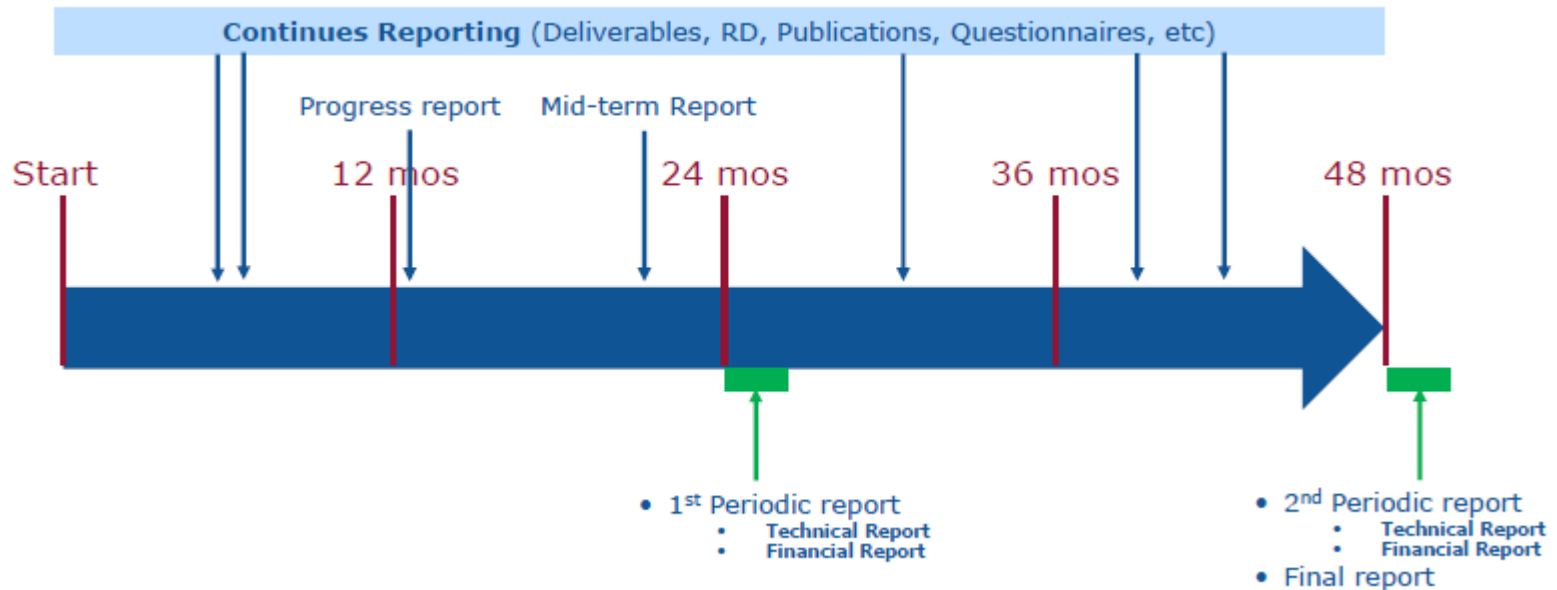 Continues Reporting (Deliverables, RD, Publications, Questionnaires, etc)
Progress report
Mid-term Report
Start
12 mos
24 mos
36 mos
48 mos
• 1st Periodic report
• Technical Report
• Financial Report
• 2nd Periodic report
• Technical Report
• Financial Report
• Final report